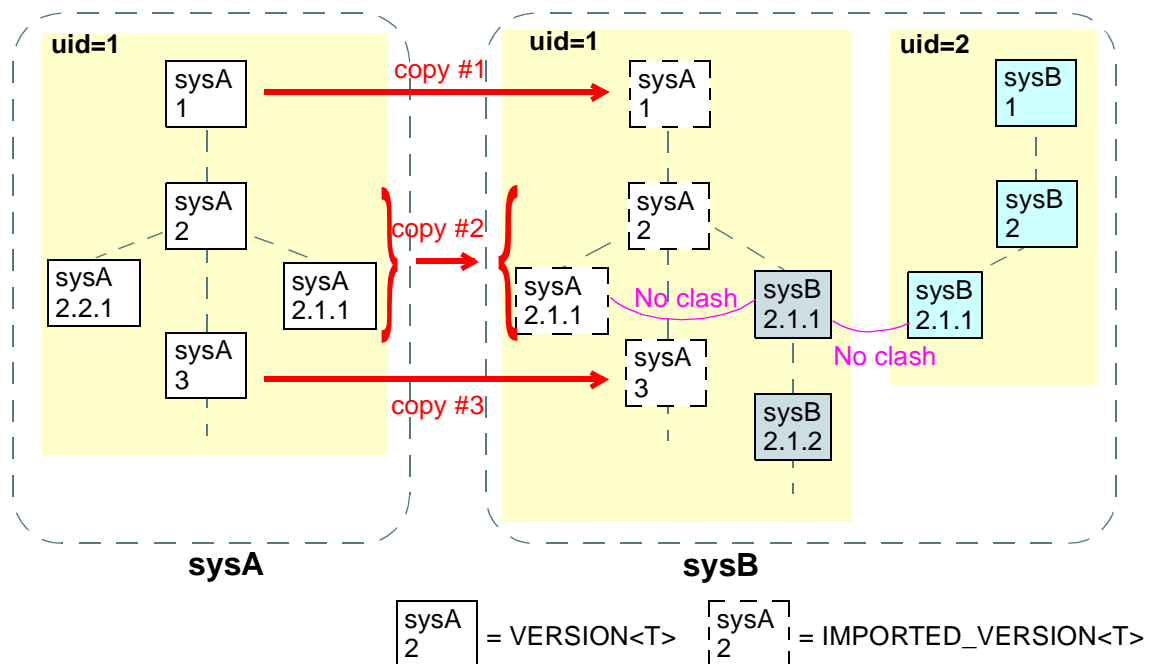 uid=1
uid=1
uid=2
sysA
1
copy #1
sysA
1
sysB
1
sysA
2
copy #2
sysA
2
sysB
2
sysA
2.2.1
sysA
2.1.1
sysA
2.1.1
No clash
sysB
2.1.1
sysB
2.1.1
No clash
sysA
3
copy #3
sysA
3
sysB
2.1.2
sysA
sysB
sysA
2
= VERSION<T>
sysA
2
= IMPORTED_VERSION<T>